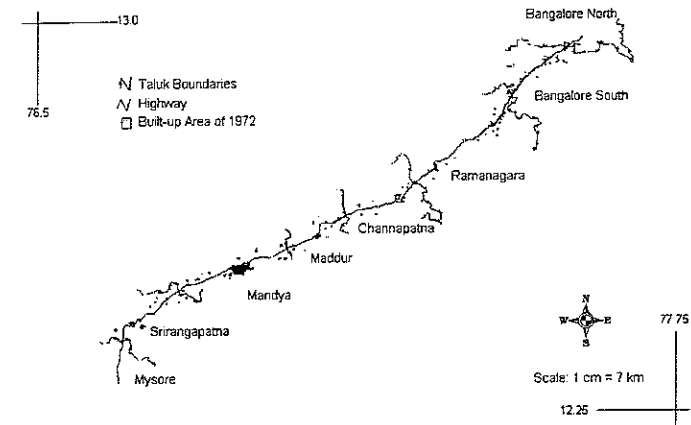 Bangalore North
13.0
Taluk Boundaries
Highway
76.5
Built-up Area of 1972
Bangalore South
Ramanagara
Channapatna
Maddur
Mandya
N
W E
S
77 75
Srirangapatna
Scale: 1 cm = 7 km
Mysore
12.25